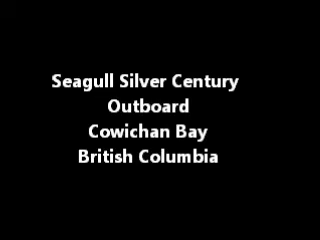 Seagull Silver Century
Outboard
Cowichan Bay
British Columbia